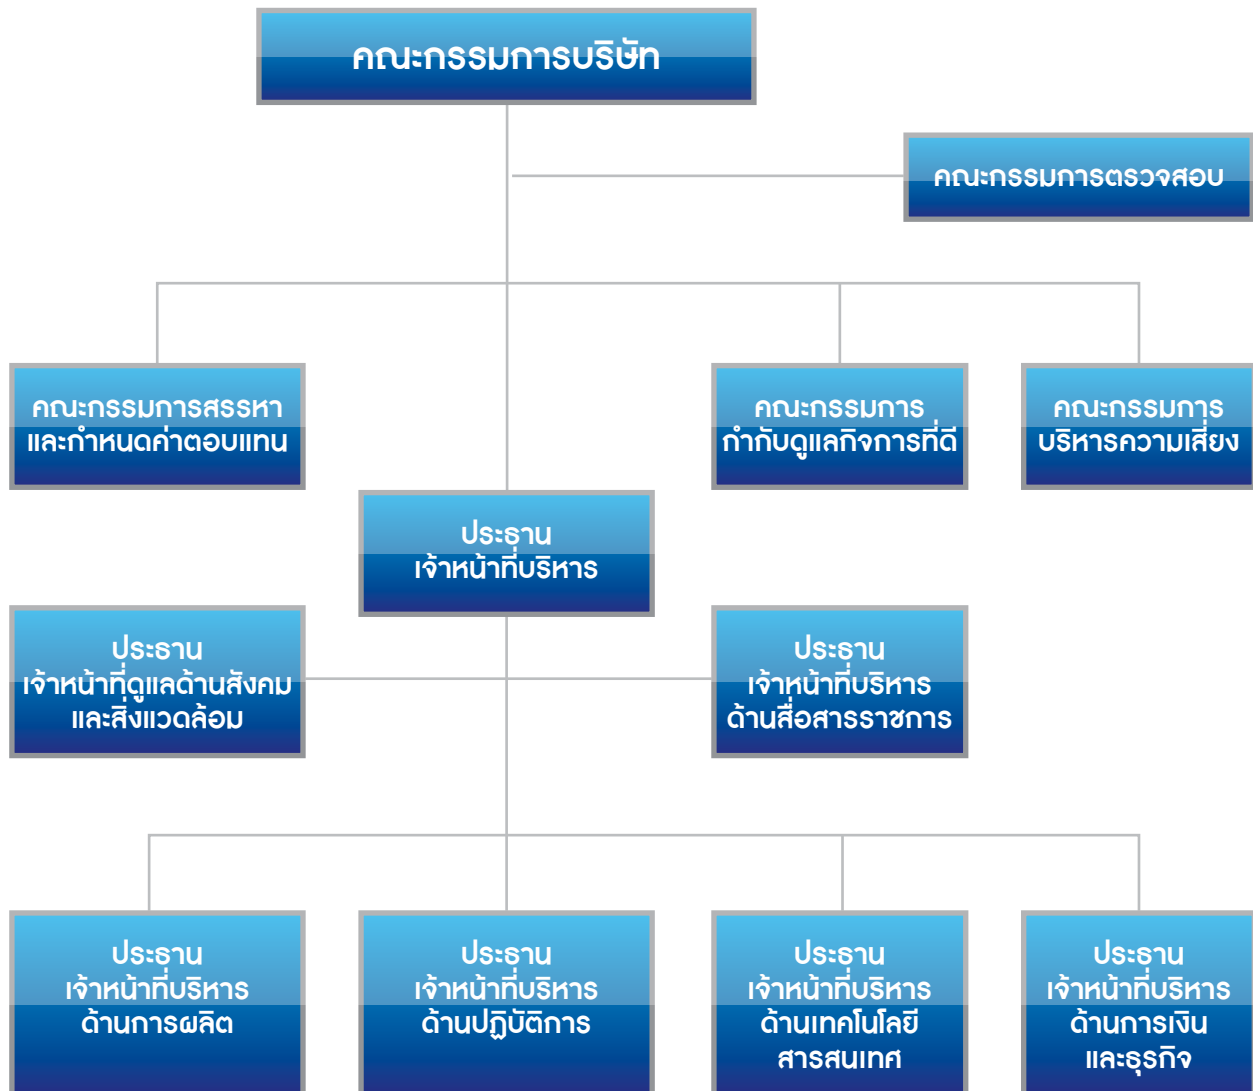 คณะกรรมการบริษัท
คณะกรรมการตรวจสอบ
คณะกรรมการสรรหา
และกำหนดค่าตอบแทน
คณะกรรมการ
กำกับดูแลกิจการที่ดี
คณะกรรมการ
บริหารความเสี่ยง
ประธาน
เจ้าหน้าที่บริหาร
ประธาน
เจ้าหน้าที่ดูแลด้านสังคม
และสิ่งแวดล้อม
ประธาน
เจ้าหน้าที่บริหาร
ด้านสื่อสารราชการ
ประธาน
เจ้าหน้าที่บริหาร
ด้านการผลิต
ประธาน
เจ้าหน้าที่บริหาร
ด้านปฏิบัติการ
ประธาน
เจ้าหน้าที่บริหาร
ด้านเทคโนโลยี
สารสนเทศ
ประธาน
เจ้าหน้าที่บริหาร
ด้านการเงิน
และธุรกิจ